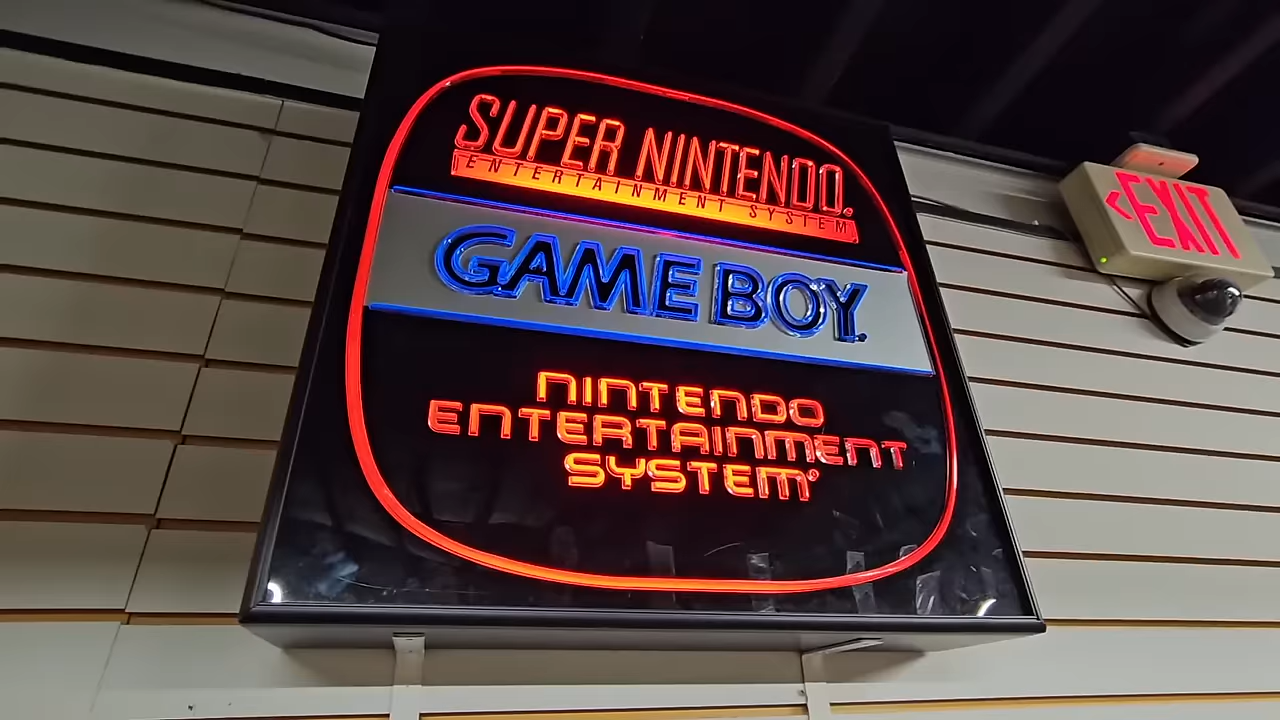 SUPER NINTENDO.
ENTERTAINMENT SYSTEM
GAME BOY.
NINTENDO
ENTERTAINMENT
SYSTEM®
<EXIT